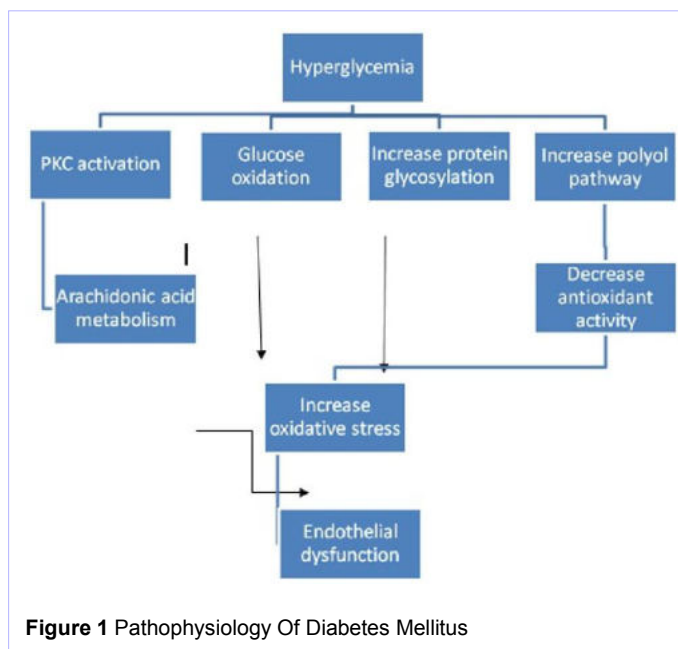 Hyperglycemia
PKC activation
Glucose
oxidation
Increase protein
glycosylation
Increase polyol
pathway
Arachidonic acid
metabolism
Decrease
antioxidant
activity
Increase
oxidative stress
Endothelial
dysfunction
Figure 1 Pathophysiology Of Diabetes Mellitus